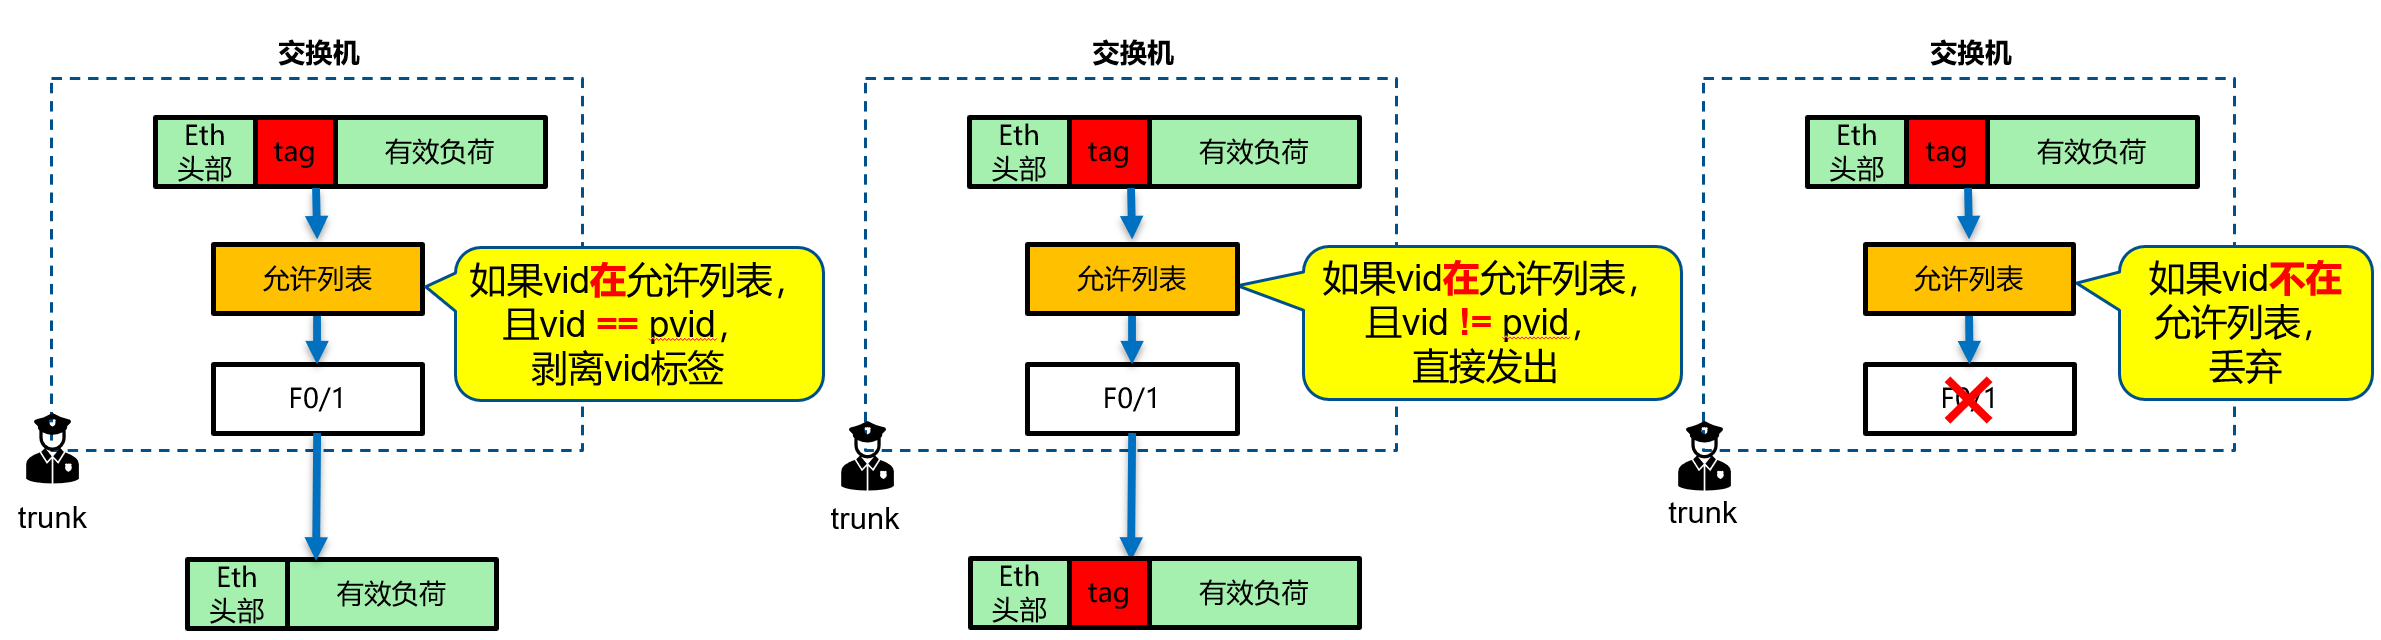 交换机
Eth
头部
tag
有效负荷
允许列表
如果vid在允许列表，
且vid == pvid，
剥离vid标签
F0/1
trunk
Eth
头部
有效负荷
交换机
Eth
头部
tag
有效负荷
允许列表
如果vid在允许列表，
且vid != pvid，
直接发出
F0/1
trunk
Eth
头部
tag
有效负荷
交换机
Eth
头部
tag
有效负荷
允许列表
如果vid不在
允许列表，
丢弃
F0/1
trunk